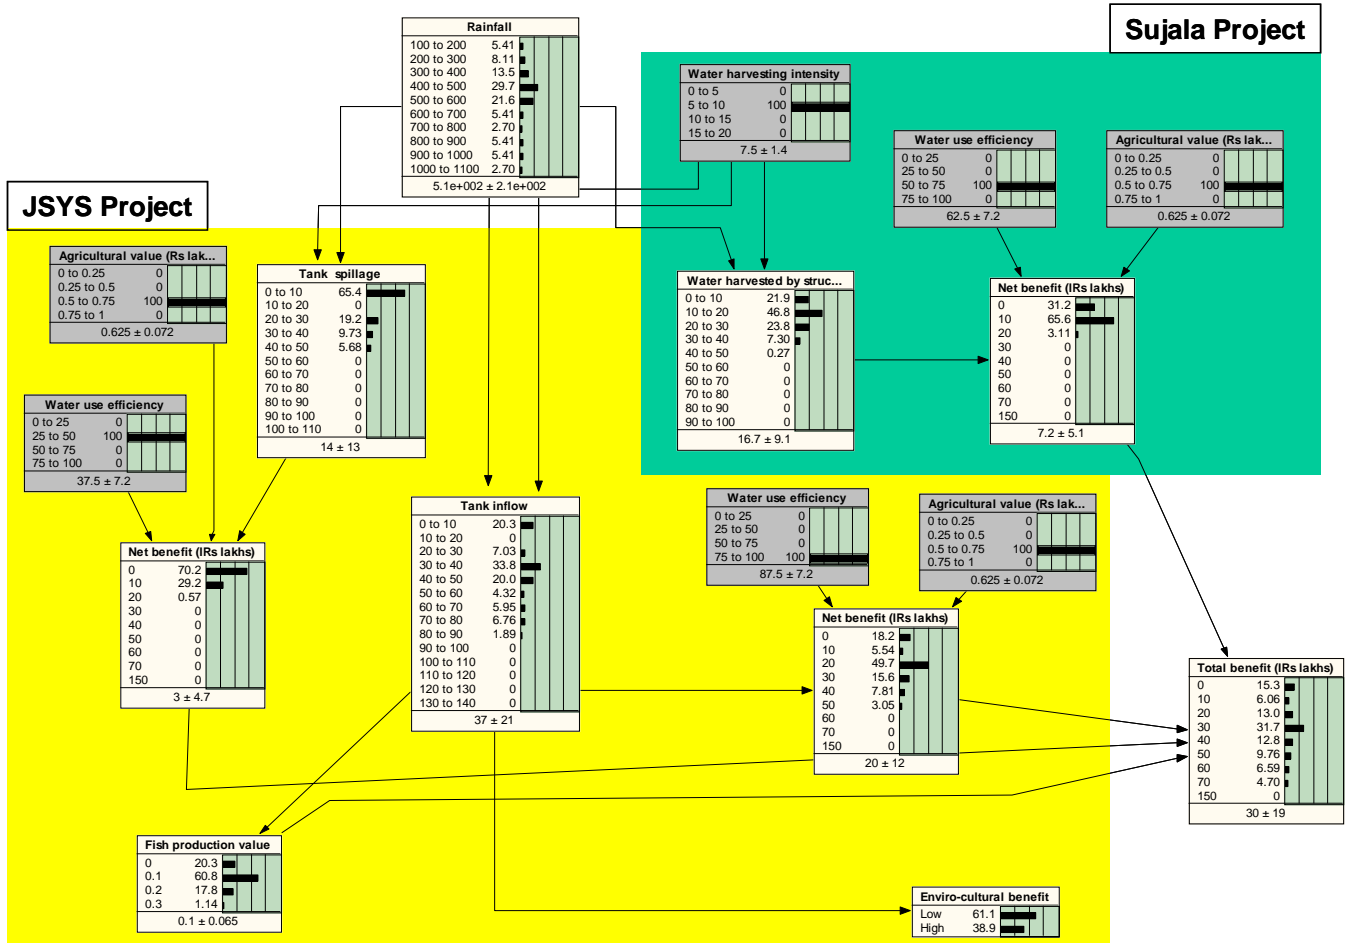 Sujala Project
JSYS Project
Rainfall
100 to 200 5.41
200 to 300 8.11
300 to 400 13.5
400 to 500 29.7
500 to 600 21.6
600 to 700 5.41
700 to 800 2.70
800 to 900 5.41
900 to 1000 5.41
1000 to 1100 2.70
5.1e+002 ± 2.1e+002
Water harvesting intensity
0 to 5 0
5 to 10 100
10 to 15 0
15 to 20 0
7.5 ± 1.4
Water use efficiency
0 to 25 0
25 to 50 0
50 to 75 100
75 to 100 0
62.5 ± 7.2
Agricultural value (Rs lak...
0 to 0.25 0
0.25 to 0.5 0
0.5 to 0.75 100
0.75 to 1 0
0.625 ± 0.072
Agricultural value (Rs lak...
0 to 0.25 0
0.25 to 0.5 0
0.5 to 0.75 100
0.75 to 1 0
0.625 ± 0.072
Tank spillage
0 to 10 65.4
10 to 20 0
20 to 30 19.2
30 to 40 9.73
40 to 50 5.68
50 to 60 0
60 to 70 0
70 to 80 0
80 to 90 0
90 to 100 0
100 to 110 0
14 ± 13
Water harvested by struc...
0 to 10 21.9
10 to 20 46.8
20 to 30 23.8
30 to 40 7.30
40 to 50 0.27
50 to 60 0
60 to 70 0
70 to 80 0
80 to 90 0
90 to 100 0
16.7 ± 9.1
Net benefit (IRs lakhs)
0 31.2
10 65.6
20 3.11
30 0
40 0
50 0
60 0
70 0
150 0
7.2 ± 5.1
Water use efficiency
0 to 25 0
25 to 50 100
50 to 75 0
75 to 100 0
37.5 ± 7.2
Tank inflow
0 to 10 20.3
10 to 20 0
20 to 30 7.03
30 to 40 33.8
40 to 50 20.0
50 to 60 4.32
60 to 70 5.95
70 to 80 6.76
80 to 90 1.89
90 to 100 0
100 to 110 0
110 to 120 0
120 to 130 0
130 to 140 0
37 ± 21
Water use efficiency
0 to 25 0
25 to 50 0
50 to 75 0
75 to 100 100
87.5 ± 7.2
Agricultural value (Rs lak...
0 to 0.25 0
0.25 to 0.5 0
0.5 to 0.75 100
0.75 to 1 0
0.625 ± 0.072
Net benefit (IRs lakhs)
0 70.2
10 29.2
20 0.57
30 0
40 0
50 0
60 0
70 0
150 0
3 ± 4.7
Net benefit (IRs lakhs)
0 18.2
10 5.54
20 49.7
30 15.6
40 7.81
50 3.05
60 0
70 0
150 0
20 ± 12
Total benefit (IRs lakhs)
0 15.3
10 6.06
20 13.0
30 31.7
40 12.8
50 9.76
60 6.59
70 4.70
150 0
30 ± 19
Fish production value
0 20.3
0.1 60.8
0.2 17.8
0.3 1.14
0.1 ± 0.065
Enviro-cultural benefit
Low 61.1
High 38.9